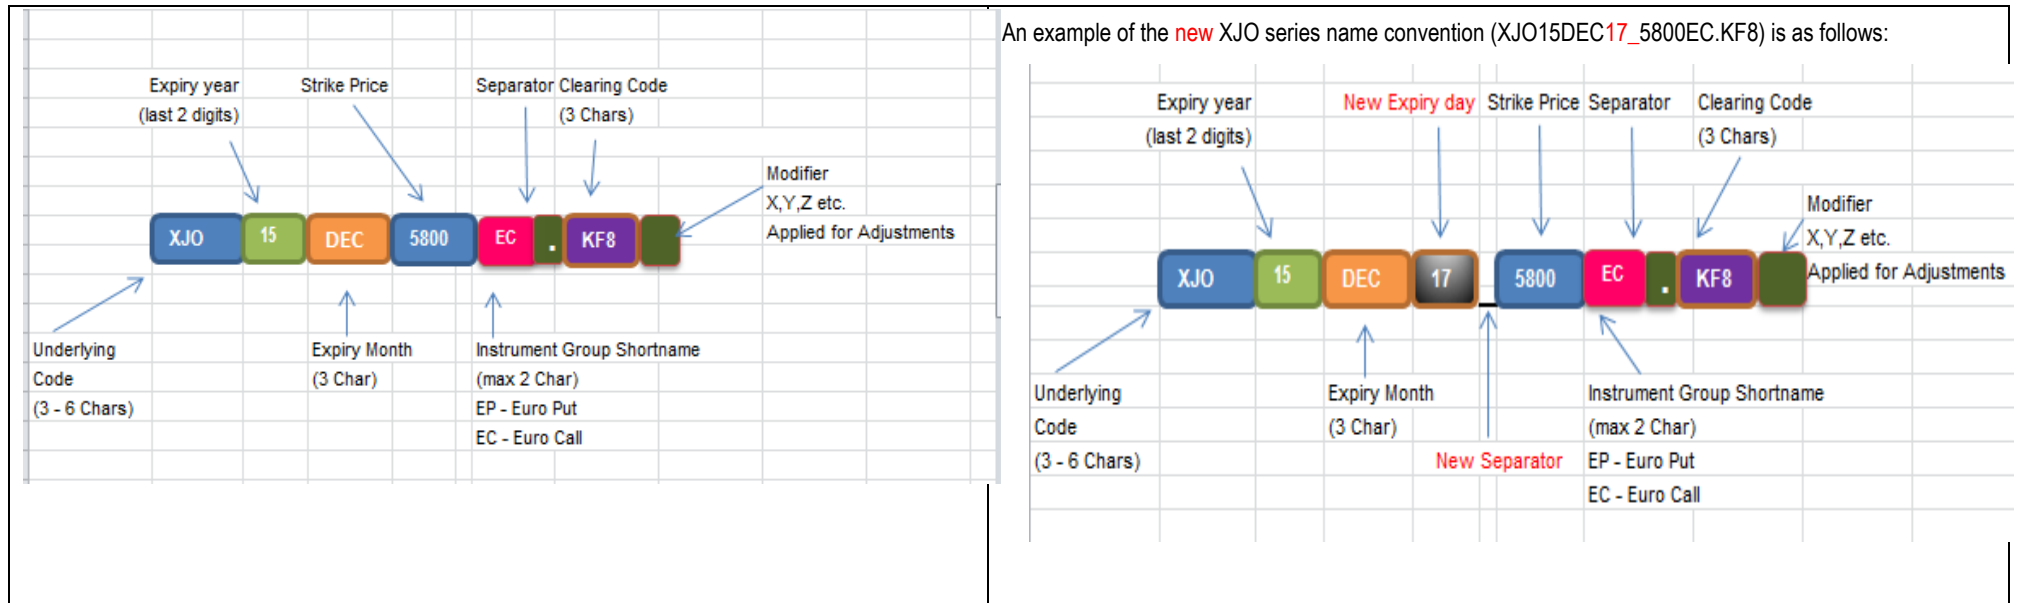 Expiry year Strike Price Separator Clearing Code
(last 2 digits) (3 Chars)
Modifier
X,Y,Z etc.
Applied for Adjustments
XJO 15 DEC 5800 EC . KF8
Underlying Expiry Month Instrument Group Shortname
Code (3 Char) (max 2 Char)
(3 - 6 Chars) EP - Euro Put
EC - Euro Call
An example of the new XJO series name convention (XJO15DEC17_5800EC.KF8) is as follows:
Expiry year New Expiry day Strike Price Separator Clearing Code
(last 2 digits) (3 Chars)
Modifier
X,Y,Z etc.
Applied for Adjustments
XJO 15 DEC 17 _ 5800 EC . KF8
Underlying Expiry Month Instrument Group Shortname
Code (3 Char) (max 2 Char)
(3 - 6 Chars) New Separator EP - Euro Put
EC - Euro Call